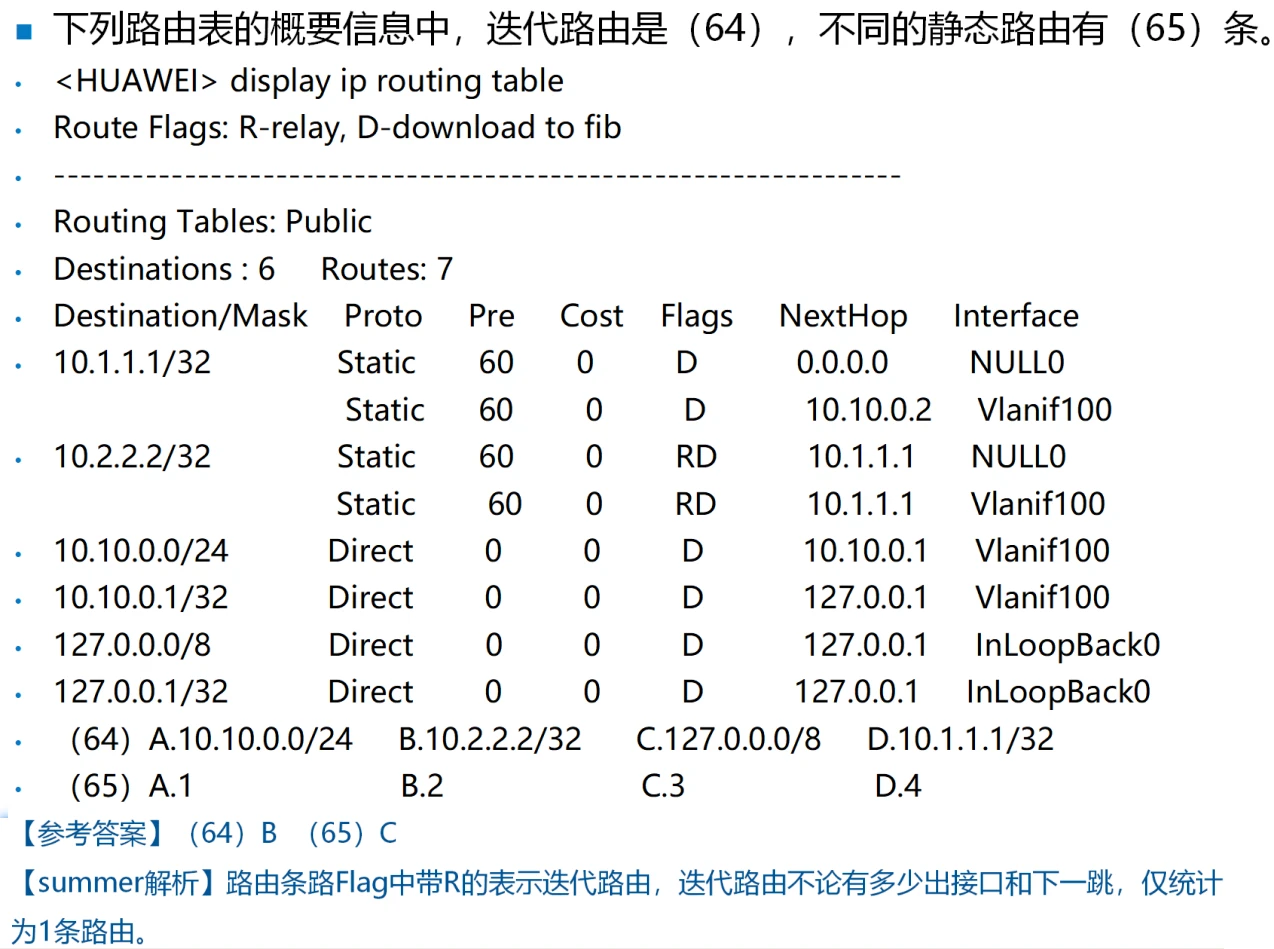 ■ 下列路由表的概要信息中，迭代路由是（64），不同的静态路由有（65）条。
• <HUAWEI> display ip routing table
• Route Flags: R-relay, D-download to fib
• -----------------------------------------------------------------
• Routing Tables: Public
• Destinations : 6 Routes: 7
• Destination/Mask Proto Pre Cost Flags NextHop Interface
• 10.1.1.1/32 Static 60 0 D 0.0.0.0 NULL0
Static 60 0 D 10.10.0.2 Vlanif100
• 10.2.2.2/32 Static 60 0 RD 10.1.1.1 NULL0
Static 60 0 RD 10.1.1.1 Vlanif100
• 10.10.0.0/24 Direct 0 0 D 10.10.0.1 Vlanif100
• 10.10.0.1/32 Direct 0 0 D 127.0.0.1 Vlanif100
• 127.0.0.0/8 Direct 0 0 D 127.0.0.1 InLoopBack0
• 127.0.0.1/32 Direct 0 0 D 127.0.0.1 InLoopBack0
• （64）A.10.10.0.0/24 B.10.2.2.2/32 C.127.0.0.0/8 D.10.1.1.1/32
• （65）A.1 B.2 C.3 D.4
【参考答案】（64）B （65）C
【summer解析】路由条路Flag中带R的表示迭代路由，迭代路由不论有多少出接口和下一跳，仅统计
为1条路由。